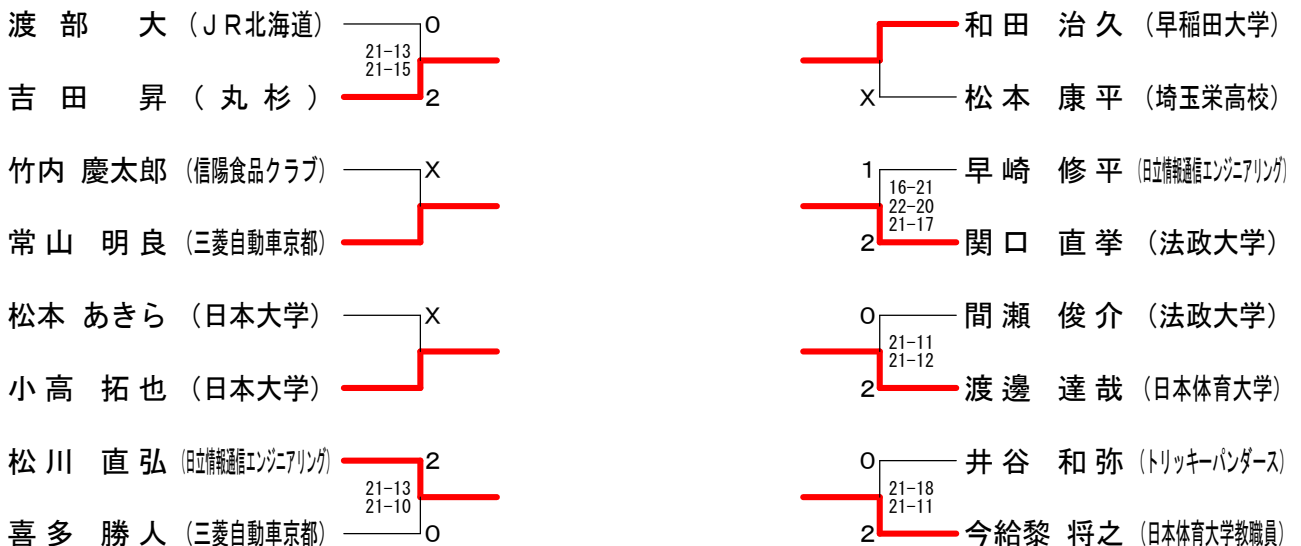 渡部 大 (JR北海道) 0
21-13
21-15
吉田 昇 (丸杉) 2
竹内 慶太郎 (信陽食品クラブ) X
常山 明良 (三菱自動車京都)
松本 あきら (日本大学) X
小高 拓也 (日本大学)
松川 直弘 (日立情報通信エンジニアリング) 2
21-13
21-10
喜多 勝人 (三菱自動車京都) 0
和田 治久 (早稲田大学)
X 松本 康平 (埼玉栄高校)
1 早崎 修平 (日立情報通信エンジニアリング)
16-21
22-20
21-17
2 関口 直挙 (法政大学)
0 間瀬 俊介 (法政大学)
21-11
21-12
2 渡邊 達哉 (日本体育大学)
0 井谷 和弥 (トリッキーパンダース)
21-18
21-11
2 今給黎 将之 (日本体育大学教職員)